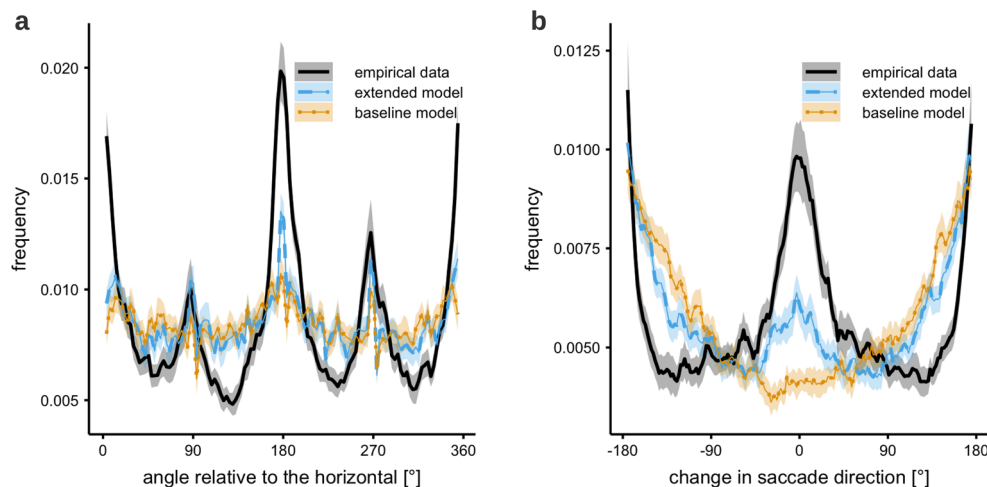 a
frequency
0.020
0.015
0.010
0.005
0
90
180
270
360
angle relative to the horizontal [°]
empirical data
extended model
baseline model
b
frequency
0.0125
0.0100
0.0075
0.0050
-180
-90
0
90
180
change in saccade direction [°]
empirical data
extended model
baseline model